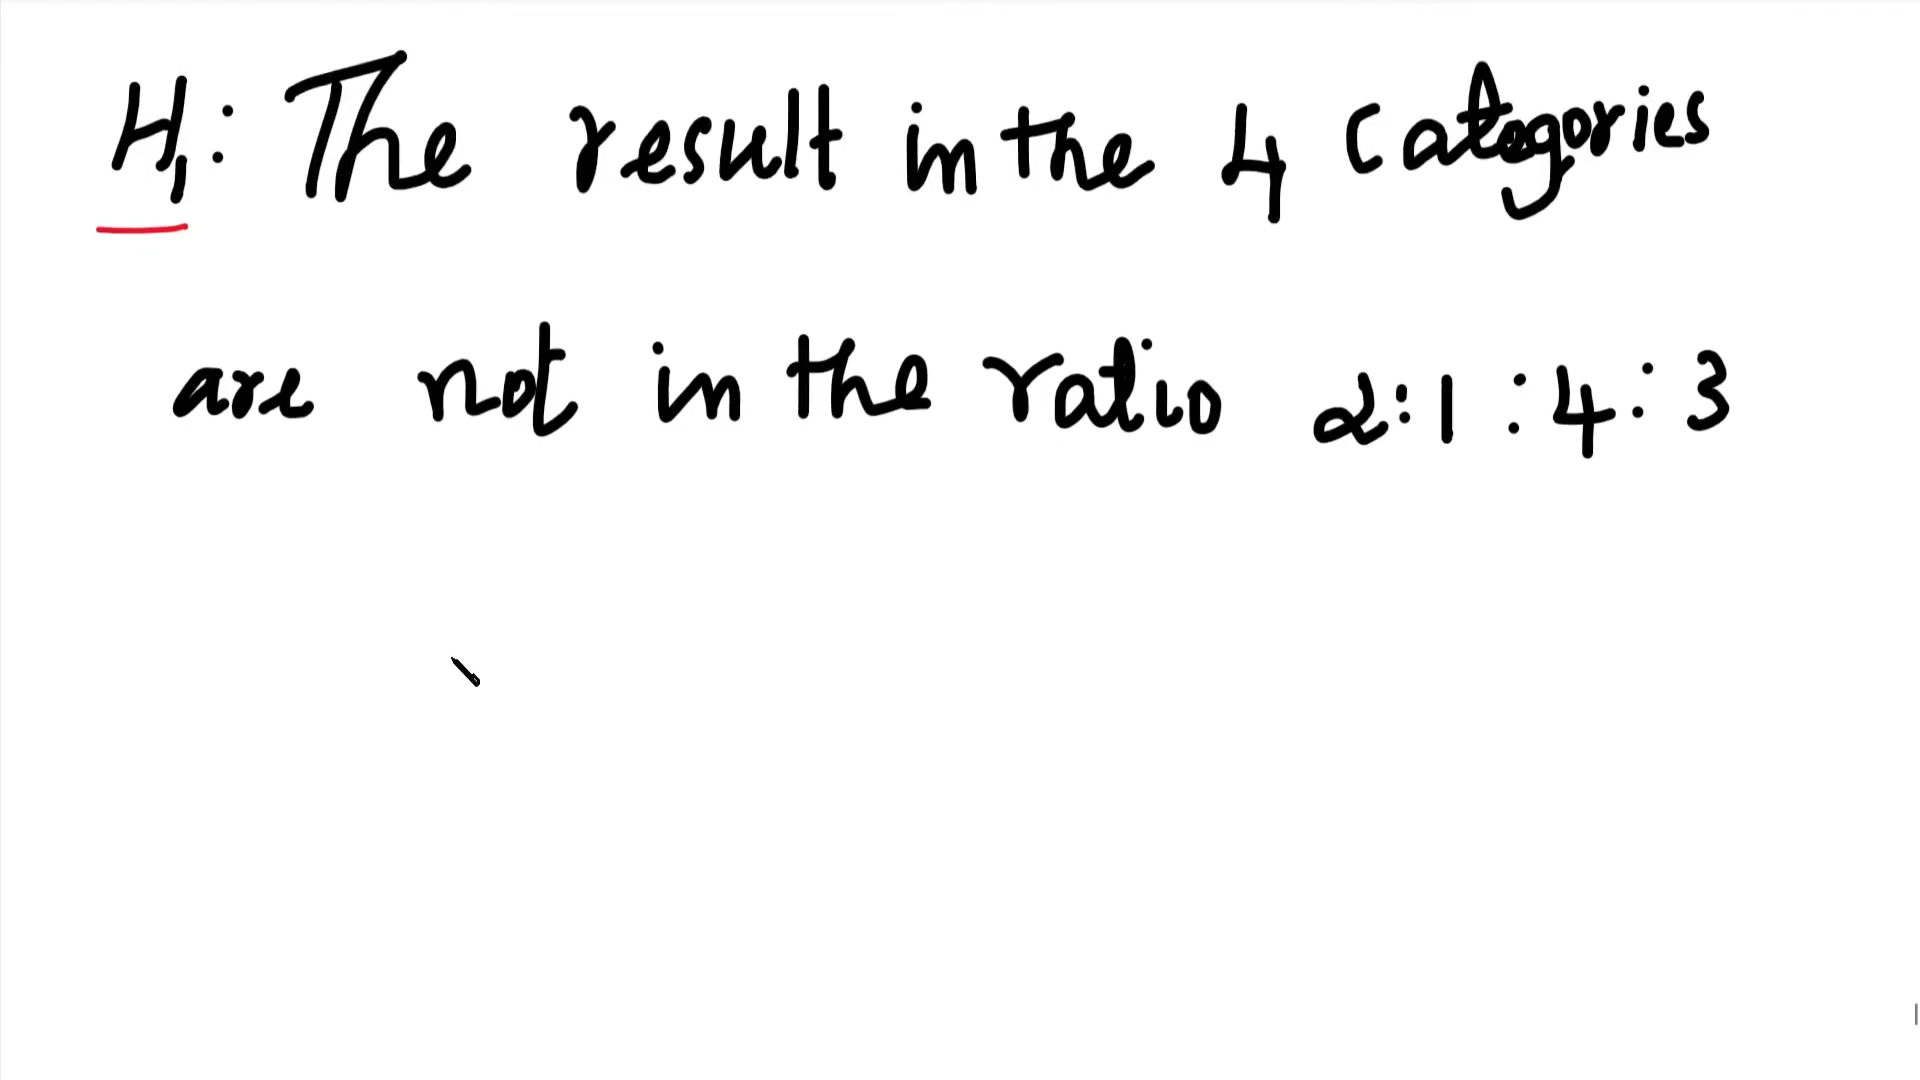 H₁: The result in the 4 categories
are not in the ratio 2:1:4:3